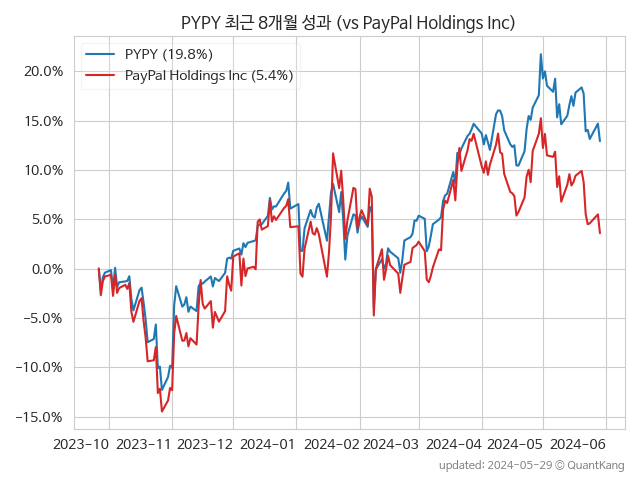 PYPY 최근 8개월 성과 (vs PayPal Holdings Inc)
PYPY (19.8%)
PayPal Holdings Inc (5.4%)
20.0%
15.0%
10.0%
5.0%
0.0%
−5.0%
−10.0%
−15.0%
2023-10 2023-11 2023-12 2024-01 2024-02 2024-03 2024-04 2024-05 2024-06
updated: 2024-05-29 © QuantKang